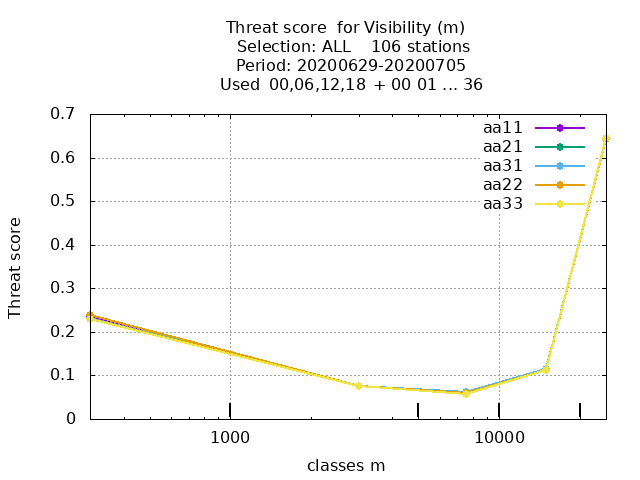 Threat score  for Visibility (m)
Selection: ALL    106 stations
Period: 20200629-20200705
Used  00,06,12,18  + 00 01 ... 36
0.7
0.6
0.5
0.4
0.3
0.2
0.1
0
Threat score
aa11
aa21
aa31
aa22
aa33
1000
10000
classes m